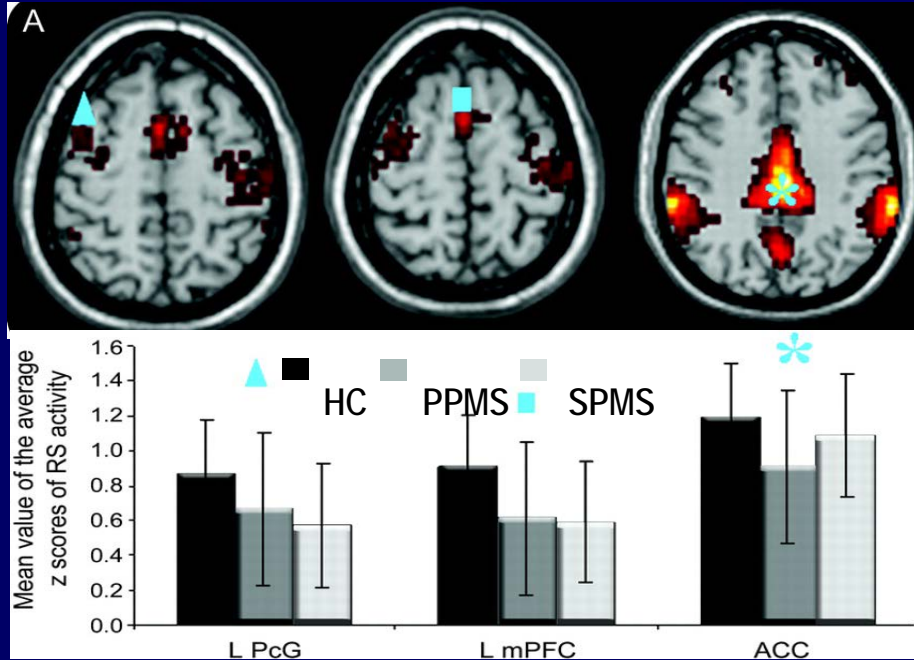 A
Mean value of the average
z scores of RS activity
1.6
1.4
1.2
1.0
0.8
0.6
0.4
0.2
0.0
HC PPMS SPMS
L PcG L mPFC ACC